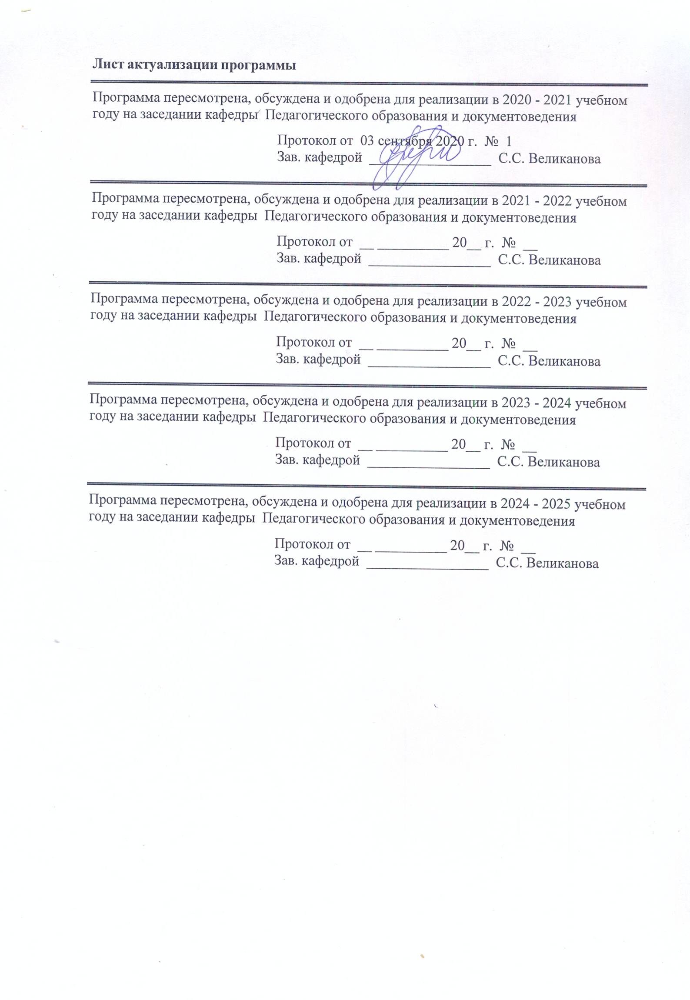 Лист актуализации программы
Программа пересмотрена, обсуждена и одобрена для реализации в 2020 - 2021 учебном
году на заседании кафедры Педагогического образования и документоведения
Протокол от 03 сентября 2020 г. № 1
Зав. кафедрой _________________ С.С. Великанова
Программа пересмотрена, обсуждена и одобрена для реализации в 2021 - 2022 учебном
году на заседании кафедры Педагогического образования и документоведения
Протокол от __ __________ 20__ г. № __
Зав. кафедрой _________________ С.С. Великанова
Программа пересмотрена, обсуждена и одобрена для реализации в 2022 - 2023 учебном
году на заседании кафедры Педагогического образования и документоведения
Протокол от __ __________ 20__ г. № __
Зав. кафедрой _________________ С.С. Великанова
Программа пересмотрена, обсуждена и одобрена для реализации в 2023 - 2024 учебном
году на заседании кафедры Педагогического образования и документоведения
Протокол от __ __________ 20__ г. № __
Зав. кафедрой _________________ С.С. Великанова
Программа пересмотрена, обсуждена и одобрена для реализации в 2024 - 2025 учебном
году на заседании кафедры Педагогического образования и документоведения
Протокол от __ __________ 20__ г. № __
Зав. кафедрой _________________ С.С. Великанова